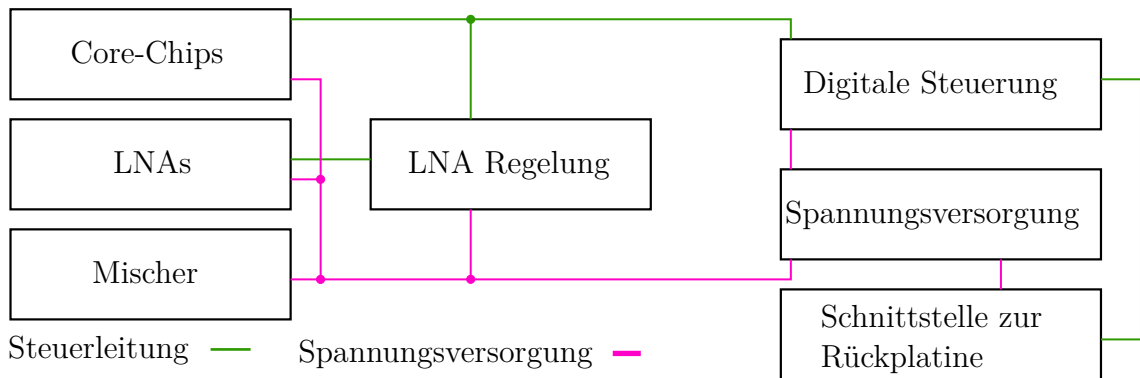 Core-Chips
Digitale Steuerung
LNAs
LNA Regelung
Spannungsversorgung
Mischer
Schnittstelle zur
Rückplatine
Steuerleitung
Spannungsversorgung